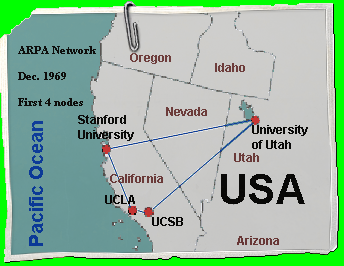 ARPA Network
Dec. 1969
First 4 nodes
Oregon
Idaho
Nevada
Stanford
University
University
of Utah
Utah
California
UCLA
UCSB
USA
Arizona
Pacific Ocean